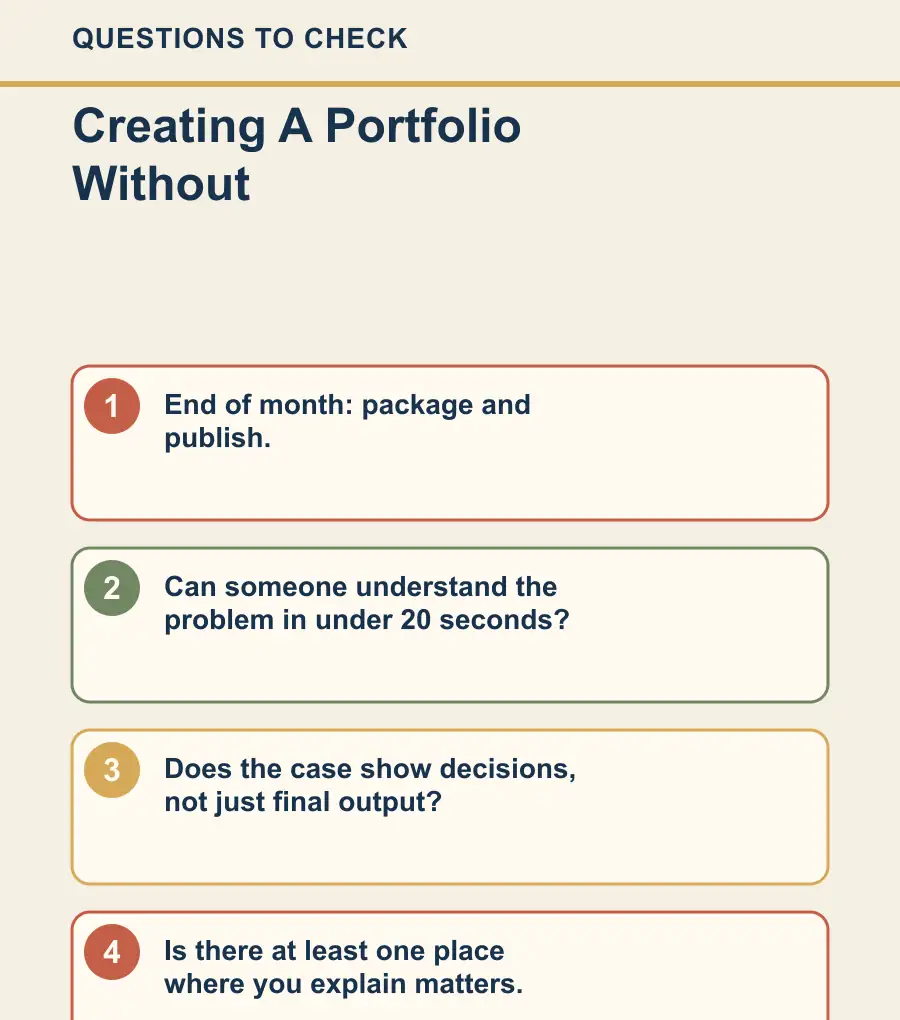 QUESTIONS TO CHECK
Creating A Portfolio
Without
1
End of month: package and
publish.
2
Can someone understand the
problem in under 20 seconds?
3
Does the case show decisions,
not just final output?
4
Is there at least one place
where you explain matters.